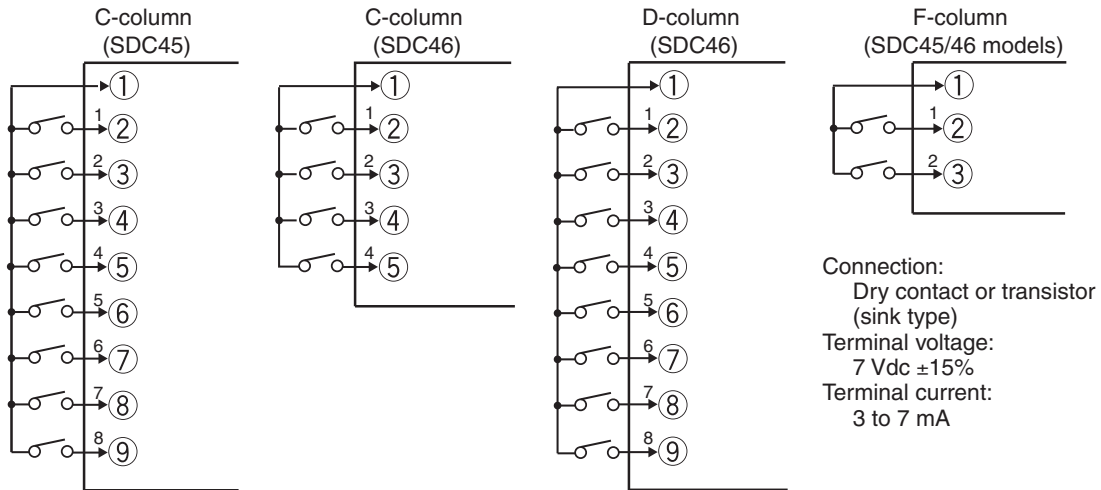 C-column
(SDC45)
①
1 ②
2 ③
3 ④
4 ⑤
5 ⑥
6 ⑦
7 ⑧
8 ⑨
C-column
(SDC46)
①
1 ②
2 ③
3 ④
4 ⑤
D-column
(SDC46)
①
1 ②
2 ③
3 ④
4 ⑤
5 ⑥
6 ⑦
7 ⑧
8 ⑨
F-column
(SDC45/46 models)
①
1 ②
2 ③
Connection:
Dry contact or transistor
(sink type)
Terminal voltage:
7 Vdc ±15%
Terminal current:
3 to 7 mA